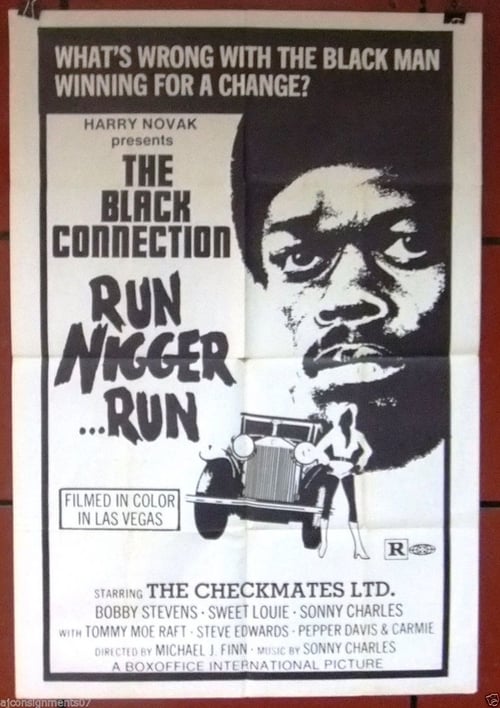 WHAT'S WRONG WITH THE BLACK MAN
WINNING FOR A CHANGE?
HARRY NOVAK
presents
THE
BLACK
CONNECTION
RUN
NIGGER
...RUN
FILMED IN COLOR
IN LAS VEGAS
R
STARRING THE CHECKMATES LTD.
BOBBY STEVENS · SWEET LOUIE · SONNY CHARLES
WITH TOMMY MOE RAFT · STEVE EDWARDS · PEPPER DAVIS & CARMIE
DIRECTED BY MICHAEL J. FINN · MUSIC BY SONNY CHARLES
A BOXOFFICE INTERNATIONAL PICTURE
ajconsignments07